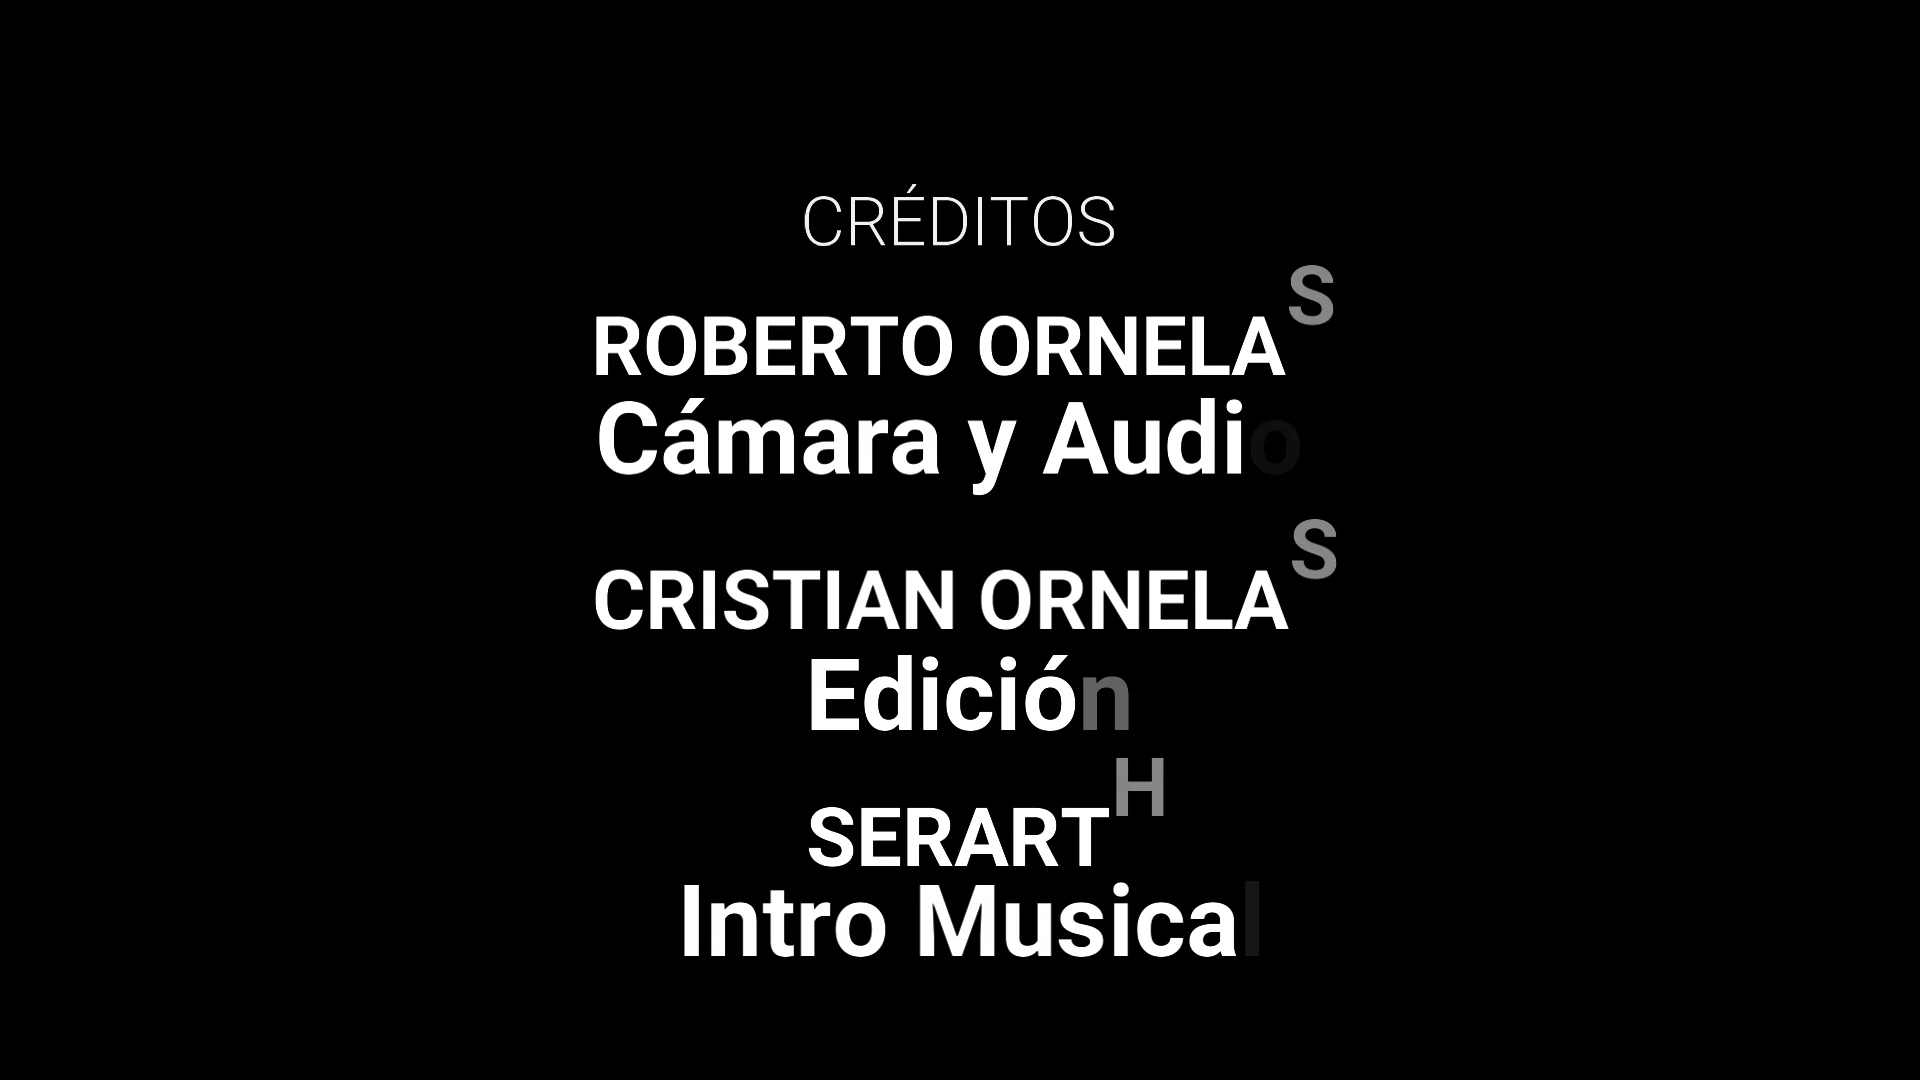 CRÉDITOS
ROBERTO ORNELAS
Cámara y Audio
CRISTIAN ORNELAS
Edición
SERARTH
Intro Musical